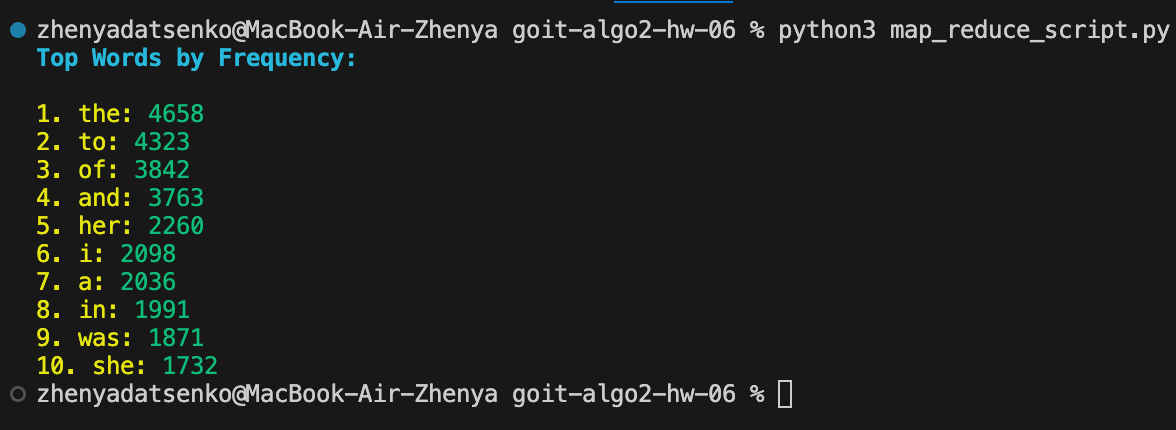 zhenyadatsenko@MacBook-Air-Zhenya goit-algo2-hw-06 % python3 map_reduce_script.py
Top Words by Frequency:
1. the: 4658
2. to: 4323
3. of: 3842
4. and: 3763
5. her: 2260
6. i: 2098
7. a: 2036
8. in: 1991
9. was: 1871
10. she: 1732
zhenyadatsenko@MacBook-Air-Zhenya goit-algo2-hw-06 %